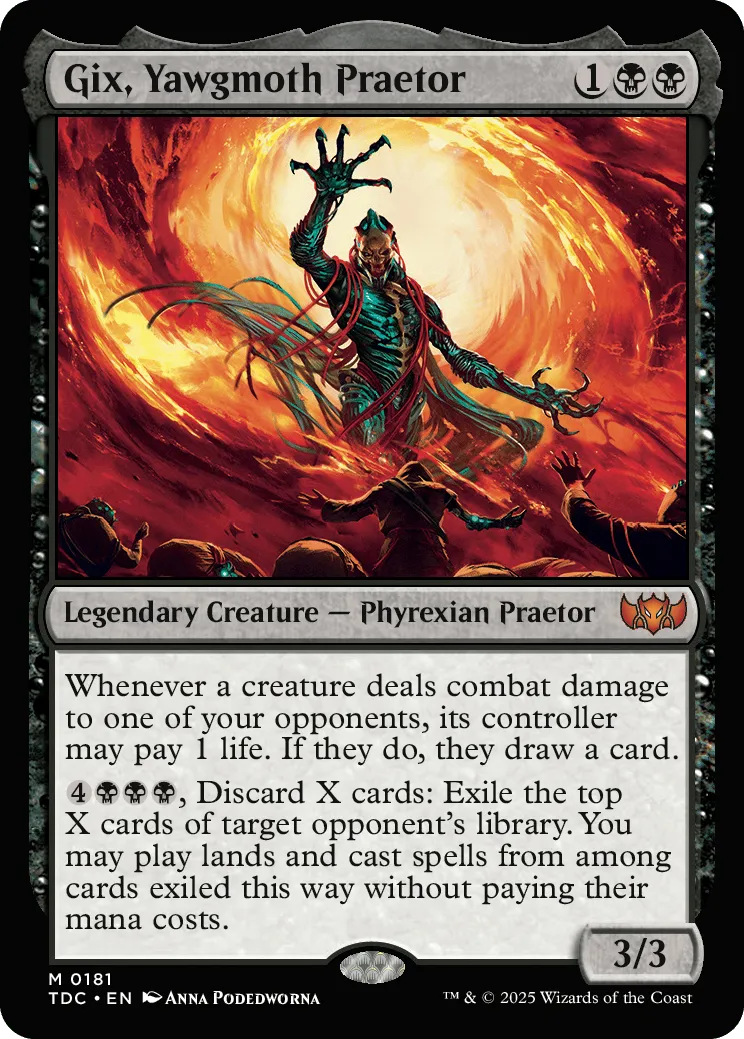 Gix, Yawgmoth Praetor 1
Legendary Creature — Phyrexian Praetor
Whenever a creature deals combat damage
to one of your opponents, its controller
may pay 1 life. If they do, they draw a card.
4, Discard X cards: Exile the top
X cards of target opponent's library. You
may play lands and cast spells from among
cards exiled this way without paying their
mana costs.
3/3
M 0181
TDC • EN Anna Podedworna
™ & © 2025 Wizards of the Coast